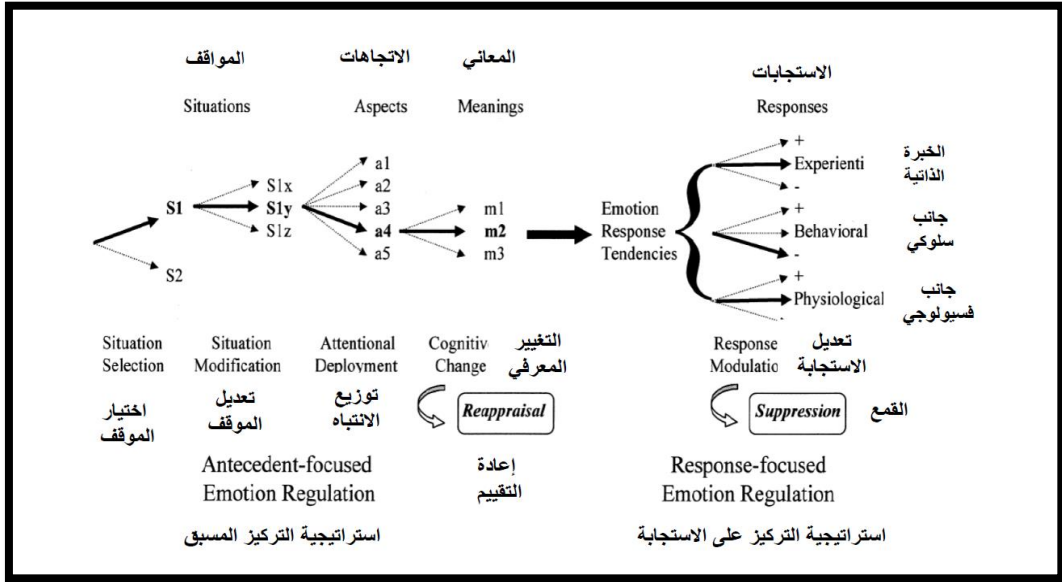 المواقف
الاتجاهات
المعاني
الاستجابات
Situations
Aspects
Meanings
Responses
S1
S2
S1x
S1y
S1z
a1
a2
a3
a4
a5
m1
m2
m3
Emotion
Response
Tendencies
+
Experienti
-
+
Behavioral
-
+
Physiological
-
الخبرة
الذاتية
جانب
سلوكي
جانب
فسيولوجي
Situation
Selection
Situation
Modification
Attentional
Deployment
Cognitive
Change
التغيير
المعرفي
Response
Modulatio
تعديل
الاستجابة
اختيار
الموقف
تعديل
الموقف
توزيع
الانتباه
Reappraisal
Suppression
القمع
Antecedent-focused
Emotion Regulation
إعادة
التقييم
Response-focused
Emotion Regulation
استراتيجية التركيز المسبق
استراتيجية التركيز على الاستجابة